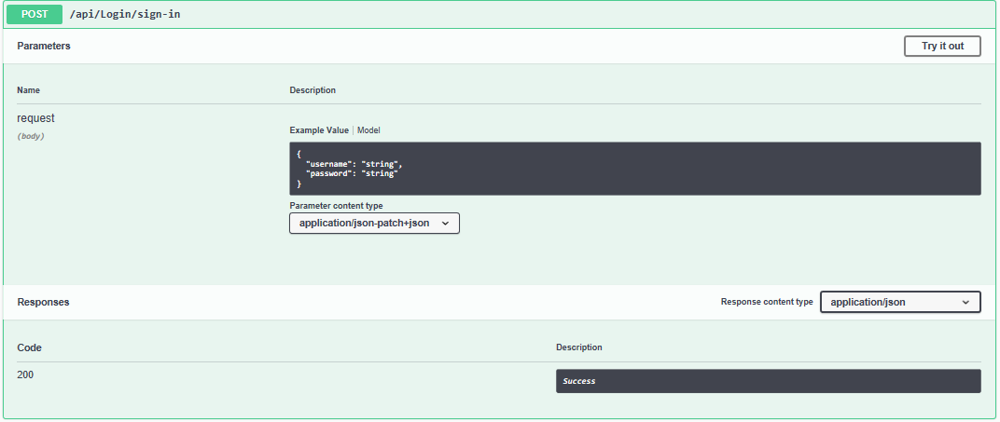 POST /api/Login/sign-in
Parameters
Try it out
Name
Description
request
(body)
Example Value | Model
{
"username": "string",
"password": "string"
}
Parameter content type
application/json-patch+json
Responses
Response content type
application/json
Code
Description
200
Success